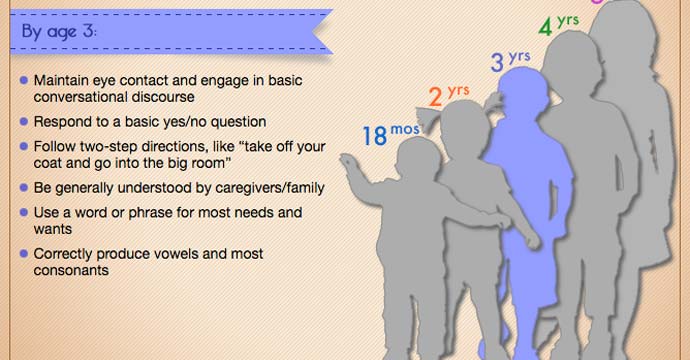 By age 3:
Maintain eye contact and engage in basic
conversational discourse
Respond to a basic yes/no question
Follow two-step directions, like “take off your
coat and go into the big room”
Be generally understood by caregivers/family
Use a word or phrase for most needs and
wants
Correctly produce vowels and most
consonants
18 mos
2 yrs
3 yrs
4 yrs